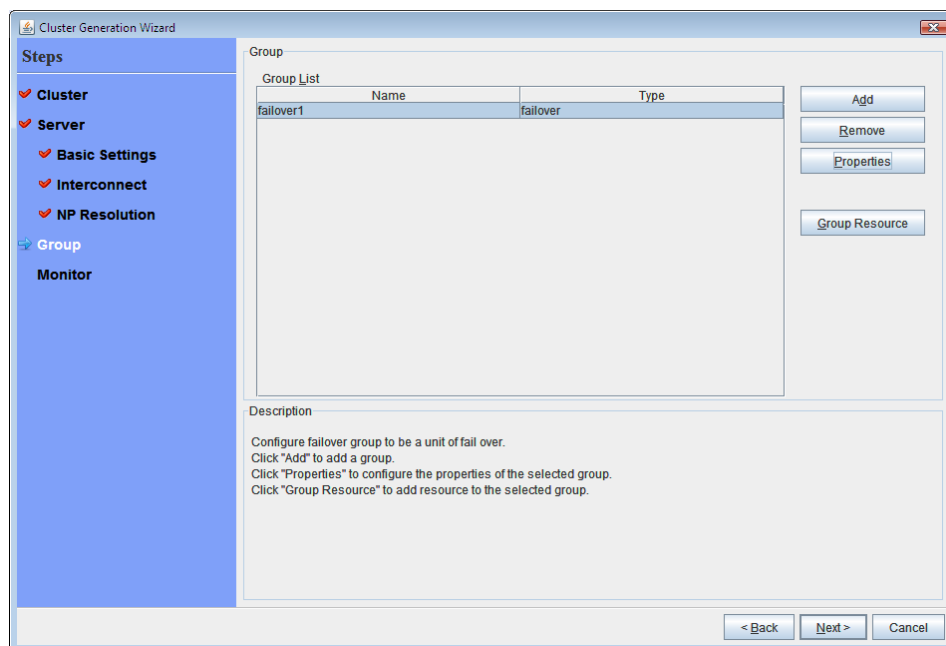 Cluster Generation Wizard
Steps
Cluster
Server
Basic Settings
Interconnect
NP Resolution
Group
Monitor
Group
Group List
Name Type
failover1 failover
Add
Remove
Properties
Group Resource
Description
Configure failover group to be a unit of fail over.
Click "Add" to add a group.
Click "Properties" to configure the properties of the selected group.
Click "Group Resource" to add resource to the selected group.
< Back Next > Cancel